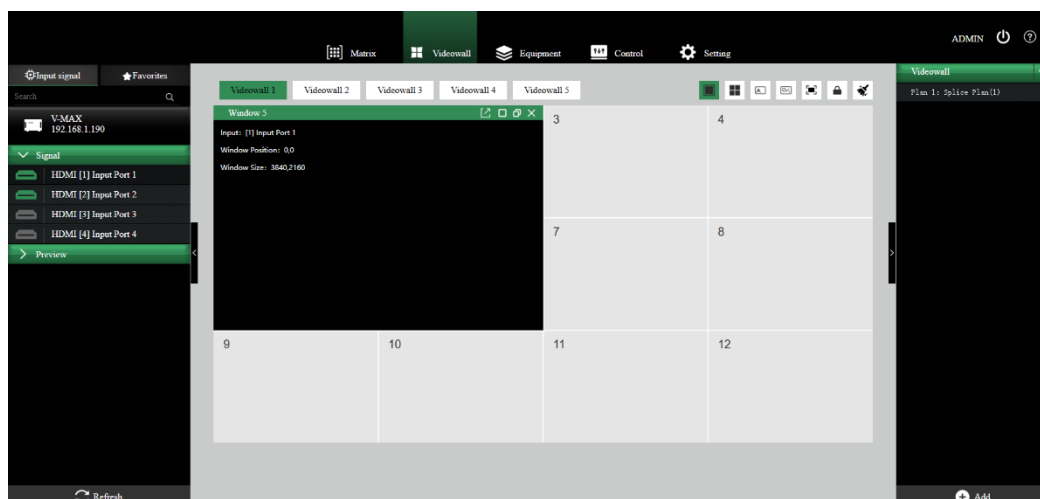 ADMIN
Matrix Videowall Equipment Control Setting
Input signal Favorites
Search
V-MAX
192.168.1.190
Signal
HDMI [1] Input Port 1
HDMI [2] Input Port 2
HDMI [3] Input Port 3
HDMI [4] Input Port 4
Preview
Refresh
Videowall 1 Videowall 2 Videowall 3 Videowall 4 Videowall 5
Window 5
Input: [1] Input Port 1
Window Position: 0,0
Window Size: 3840,2160
3 4
7 8
9 10 11 12
Videowall
Plan 1: Splice Plan(1)
Add